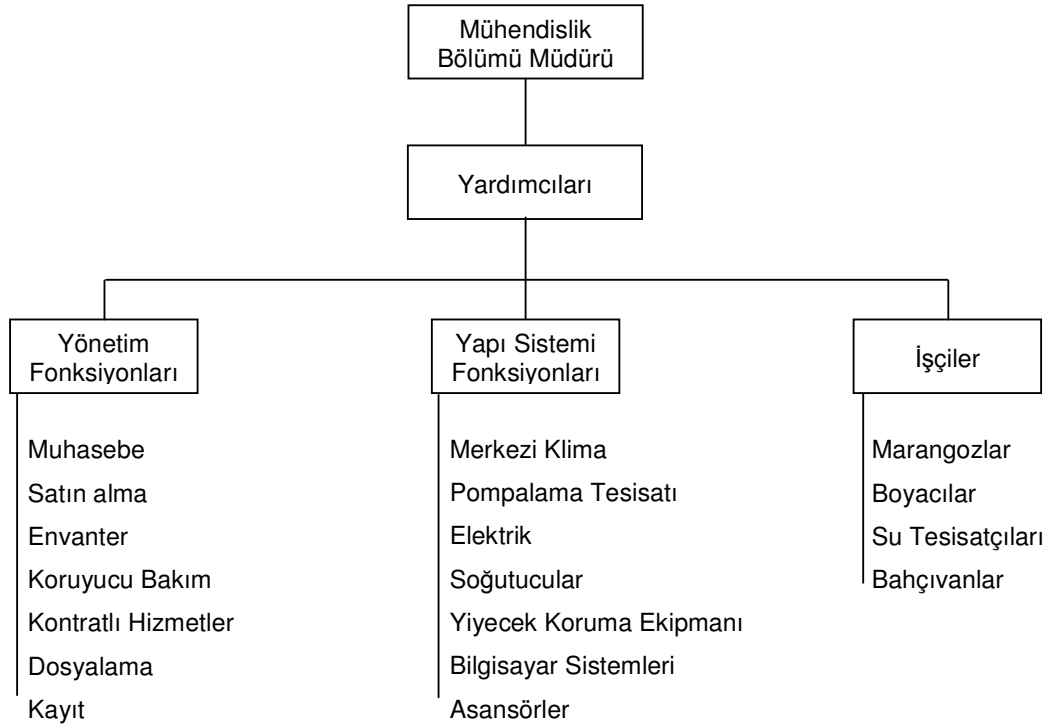 Mühendislik
Bölümü Müdürü
Yardımcıları
Yönetim
Fonksiyonları
Muhasebe
Satın alma
Envanter
Koruyucu Bakım
Kontratlı Hizmetler
Dosyalama
Kayıt
Yapı Sistemi
Fonksiyonları
Merkezi Klima
Pompalama Tesisatı
Elektrik
Soğutucular
Yiyecek Koruma Ekipmanı
Bilgisayar Sistemleri
Asansörler
İşçiler
Marangozlar
Boyacılar
Su Tesisatçıları
Bahçıvanlar